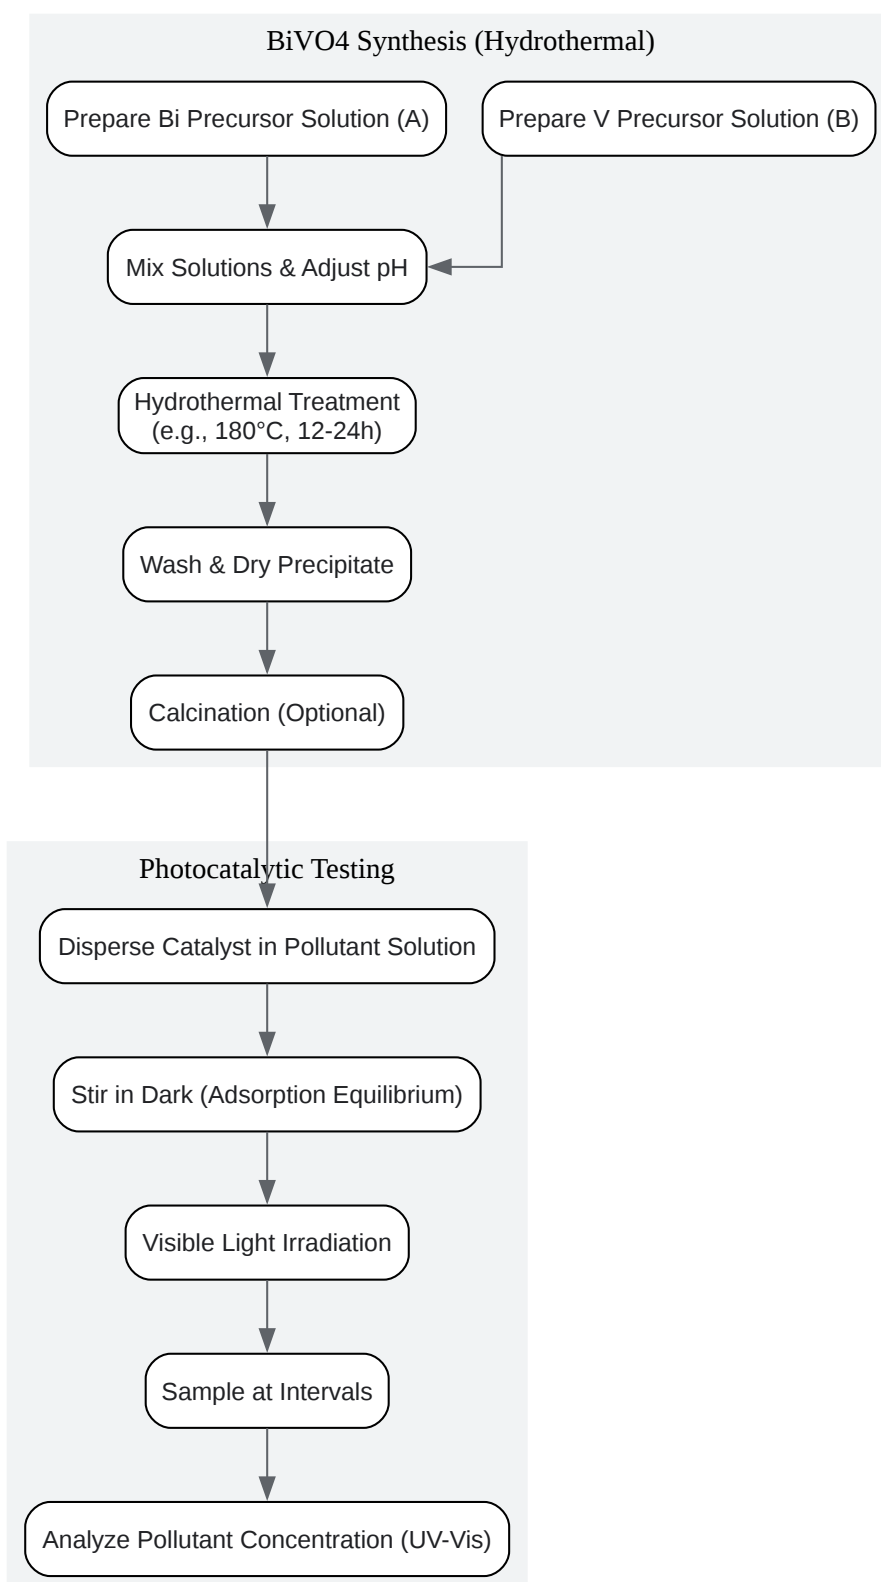 BiVO4 Synthesis (Hydrothermal)
Prepare Bi Precursor Solution (A)
Prepare V Precursor Solution (B)
Mix Solutions & Adjust pH
Hydrothermal Treatment
(e.g., 180°C, 12-24h)
Wash & Dry Precipitate
Calcination (Optional)
Photocatalytic Testing
Disperse Catalyst in Pollutant Solution
Stir in Dark (Adsorption Equilibrium)
Visible Light Irradiation
Sample at Intervals
Analyze Pollutant Concentration (UV-Vis)